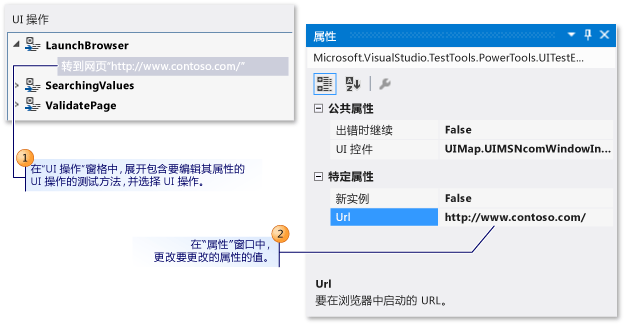 UI 操作
LaunchBrowser
转到网页“http://www.contoso.com/”
SearchingValues
ValidatePage
1
在“UI 操作”窗格中，展开包含要编辑其属性的
UI 操作的测试方法，并选择 UI 操作。
2
在“属性”窗口中，
更改要更改的属性的值。
属性
Microsoft.VisualStudio.TestTools.PowerTools.UITestE...
公共属性
出错时继续 False
UI 控件 UIMap.UIMSNcomWindowIn...
特定属性
新实例 False
Url http://www.contoso.com/
Url
要在浏览器中启动的 URL。